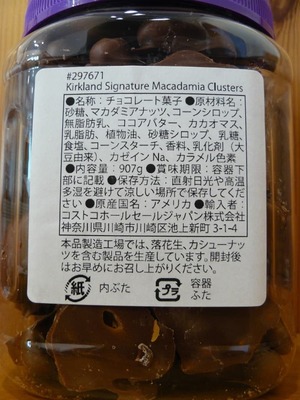 #297671
Kirkland Signature Macadamia Clusters
●名称：チョコレート菓子 ●原材料名：
砂糖、マカダミアナッツ、コーンシロップ、
無脂肪乳、ココアバター、カカオマス、
乳脂肪、植物油、砂糖シロップ、乳糖、
食塩、コーンスターチ、香料、乳化剤（大
豆由来）、カゼインNa、カラメル色素
●内容量：907g ●賞味期限：容器下
部に記載 ●保存方法：直射日光や高温
多湿を避けて涼しい場所で保存してくださ
い ●原産国名：アメリカ ●輸入者：
コストコホールセールジャパン株式会社
神奈川県川崎市川崎区池上新町 3-1-4
本品製造工場では、落花生、カシューナッ
ツを含む製品を生産しています。開封後
はお早めにお召し上がりください。
紙 内ぶた プラ 容器
ふた